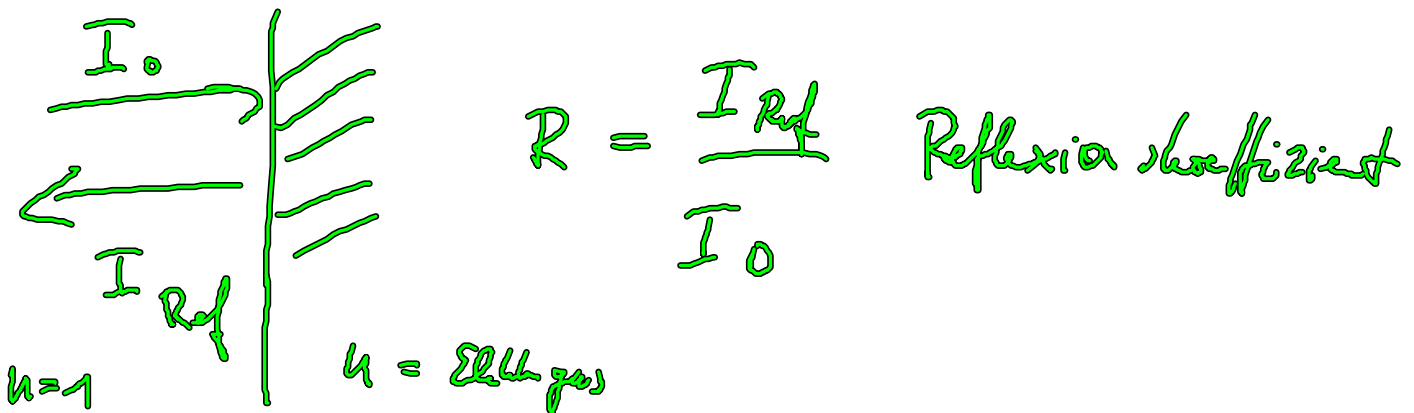 I₀
I_Ref
n=1
n =
R = I_Ref / I₀
Reflexionskoeffizient